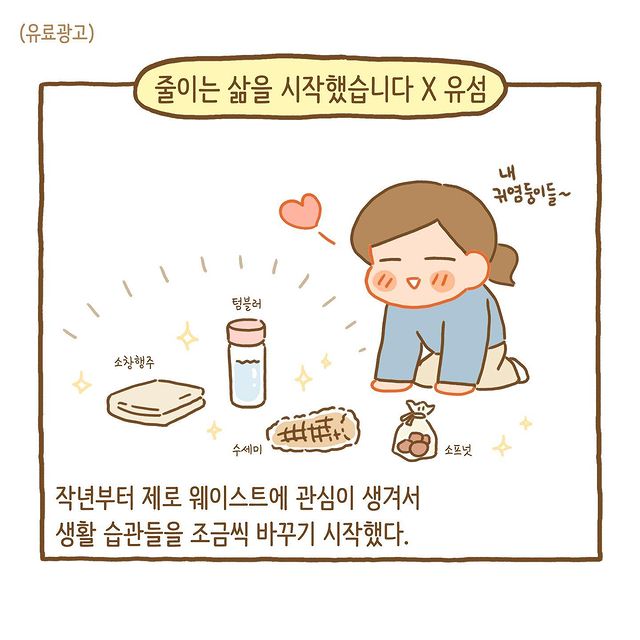 (유료광고)
줄이는 삶을 시작했습니다 X 유섬
내
귀염둥이들~
텀블러
소창행주
수세미
소프넛
작년부터 제로 웨이스트에 관심이 생겨서
생활 습관들을 조금씩 바꾸기 시작했다.